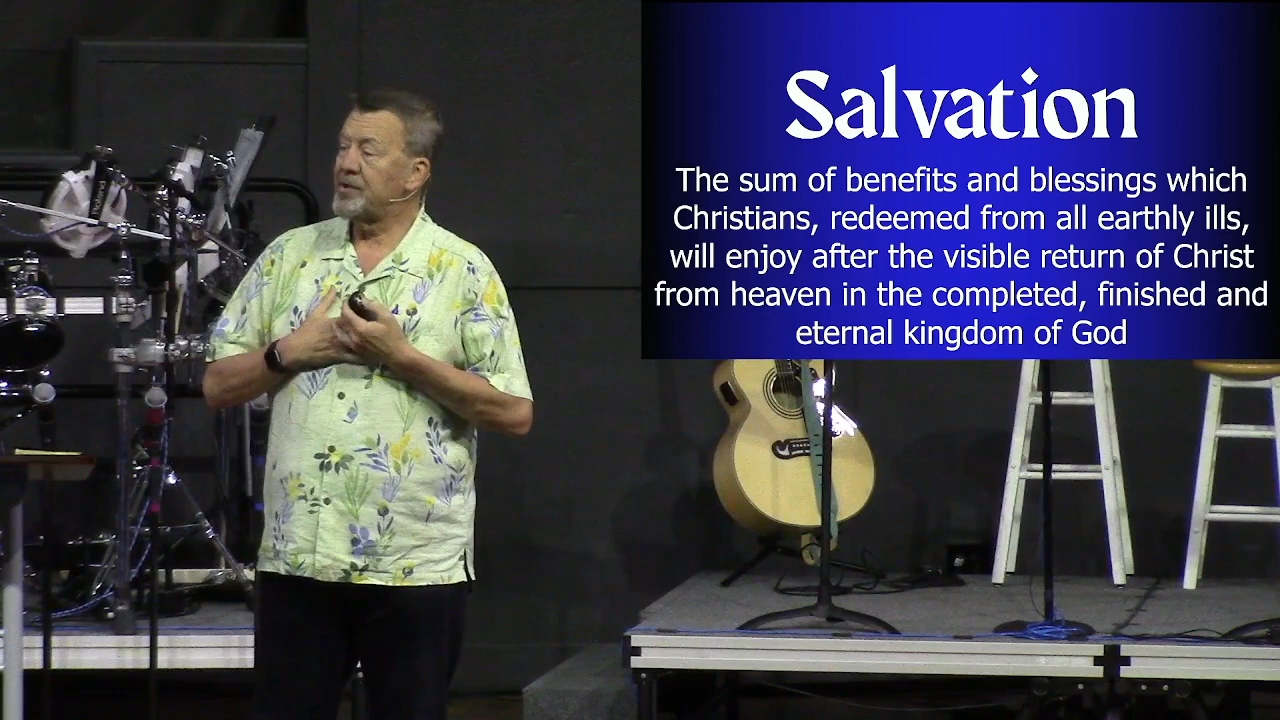 Salvation
The sum of benefits and blessings which
Christians, redeemed from all earthly ills,
will enjoy after the visible return of Christ
from heaven in the completed, finished and
eternal kingdom of God
Roland